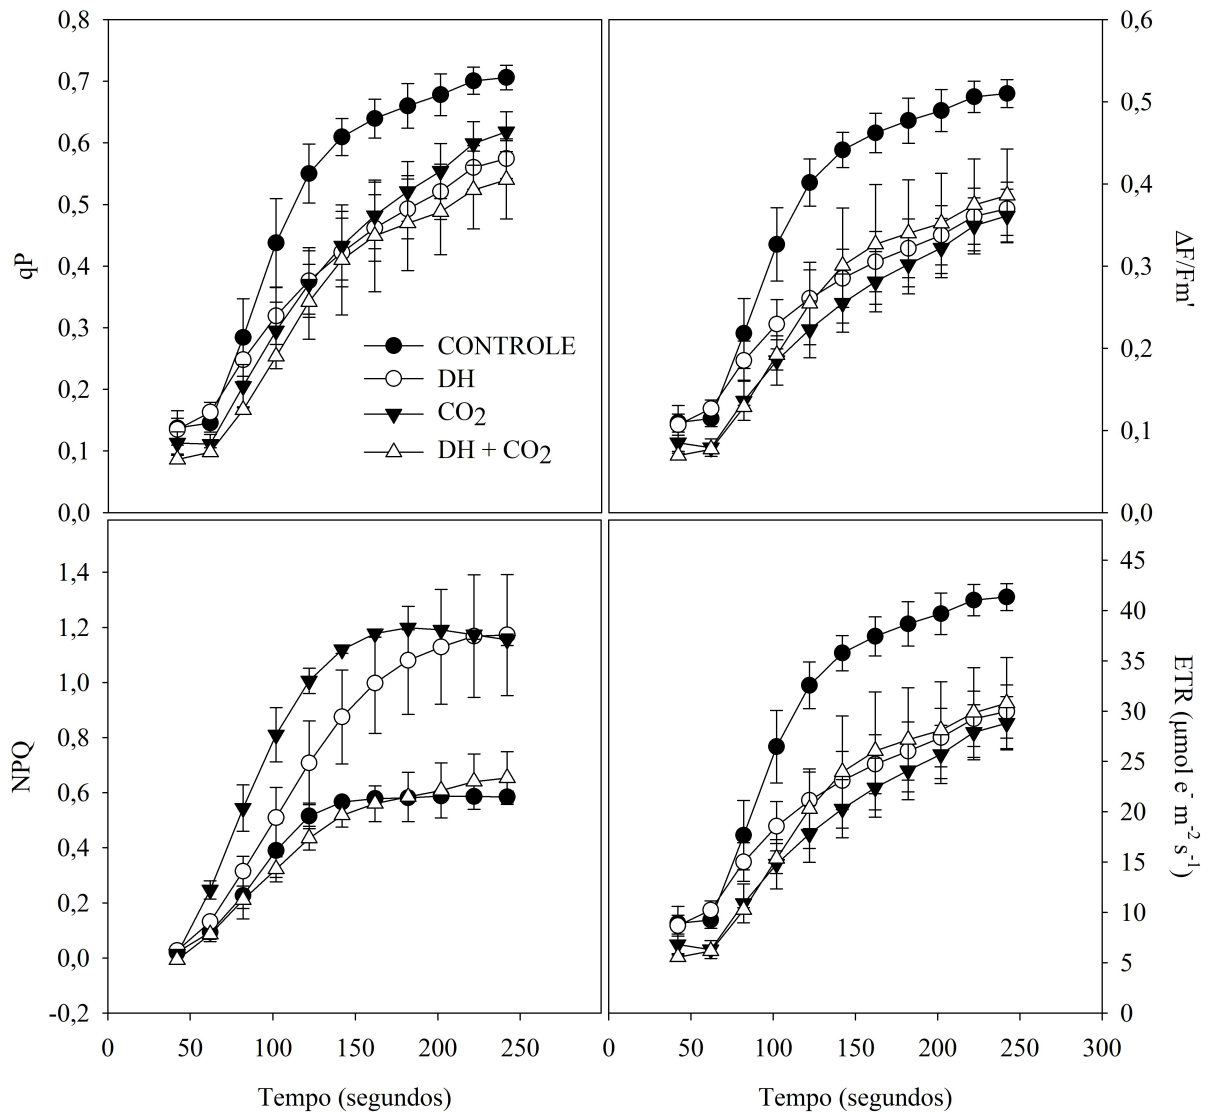 0,8
0,7
0,6
0,5
0,4
0,3
0,2
0,1
0,0
qP
CONTROLE
DH
CO2
DH + CO2
0,6
0,5
0,4
0,3
0,2
0,1
0,0
ΔF/Fm'
1,4
1,2
1,0
0,8
0,6
0,4
0,2
0,0
-0,2
NPQ
0 50 100 150 200 250
Tempo (segundos)
45
40
35
30
25
20
15
10
5
0
ETR (μmol e- m-2 s-1)
0 50 100 150 200 250 300
Tempo (segundos)